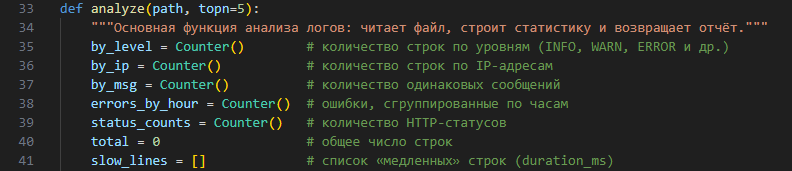 33 def analyze(path, topn=5):
34     """Основная функция анализа логов: читает файл, строит статистику и возвращает отчёт."""
35     by_level = Counter()        # количество строк по уровням (INFO, WARN, ERROR и др.)
36     by_ip = Counter()           # количество строк по IP-адресам
37     by_msg = Counter()          # количество одинаковых сообщений
38     errors_by_hour = Counter()  # ошибки, сгруппированные по часам
39     status_counts = Counter()   # количество HTTP-статусов
40     total = 0                   # общее число строк
41     slow_lines = []             # список «медленных» строк (duration_ms)